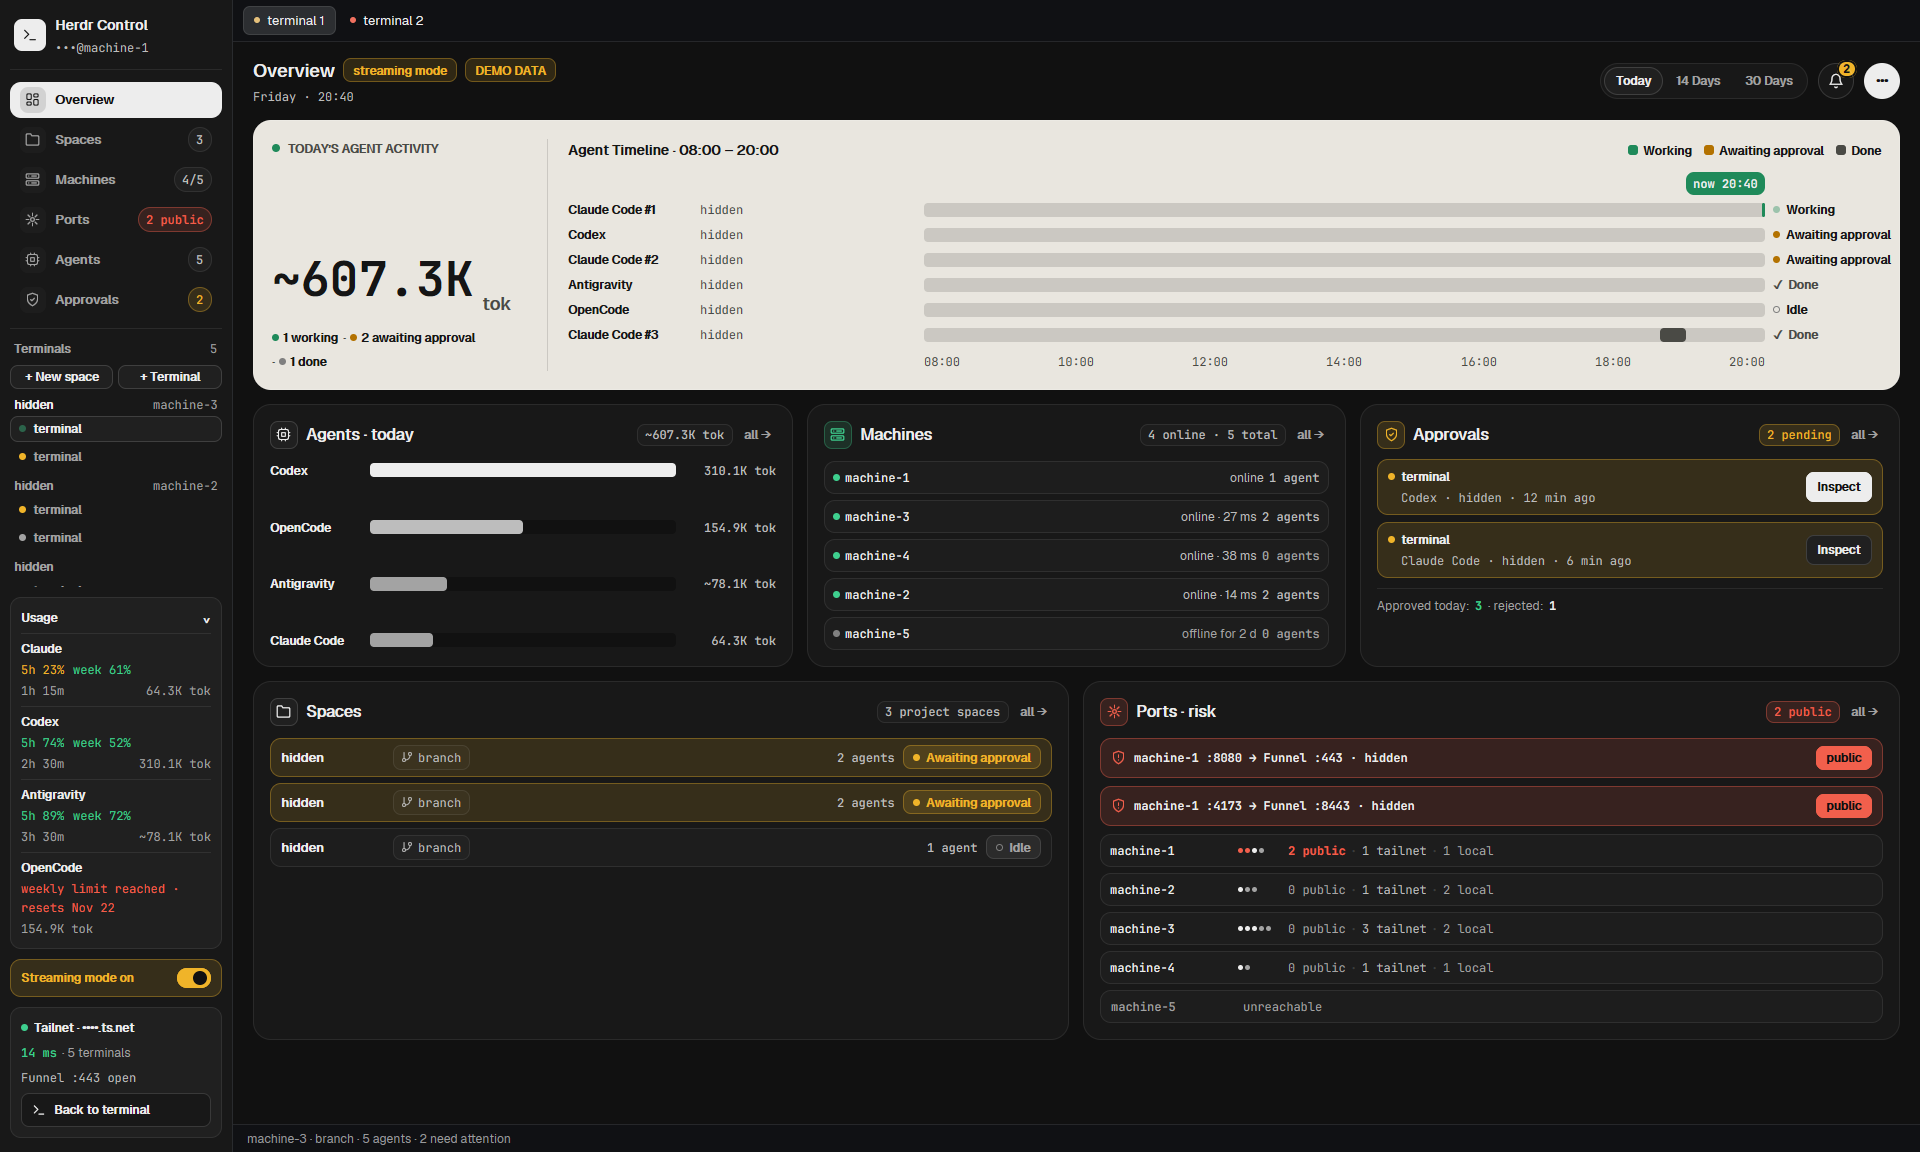 Herdr Control
•••@machine-1
Overview
Spaces 3
Machines 4/5
Ports 2 public
Agents 5
Approvals 2
Terminals 5
+ New space
+ Terminal
hidden machine-3
terminal
terminal
hidden machine-2
terminal
terminal
hidden
Usage
Claude
5h 23% week 61%
1h 15m 64.3K tok
Codex
5h 74% week 52%
2h 30m 310.1K tok
Antigravity
5h 89% week 72%
3h 30m ~78.1K tok
OpenCode
weekly limit reached ·
resets Nov 22
154.9K tok
Streaming mode on
Tailnet · ••••.ts.net
14 ms · 5 terminals
Funnel :443 open
Back to terminal
terminal 1
terminal 2
Overview
streaming mode
DEMO DATA
Friday · 20:40
Today
14 Days
30 Days
2
TODAY'S AGENT ACTIVITY
~607.3K tok
1 working · 2 awaiting approval
· 1 done
Agent Timeline · 08:00 – 20:00
Working
Awaiting approval
Done
now 20:40
Claude Code #1 hidden Working
Codex hidden Awaiting approval
Claude Code #2 hidden Awaiting approval
Antigravity hidden ✓ Done
OpenCode hidden Idle
Claude Code #3 hidden ✓ Done
08:00 10:00 12:00 14:00 16:00 18:00 20:00
Agents · today
~607.3K tok
all →
Codex 310.1K tok
OpenCode 154.9K tok
Antigravity ~78.1K tok
Claude Code 64.3K tok
Machines
4 online · 5 total
all →
machine-1 online 1 agent
machine-3 online · 27 ms 2 agents
machine-4 online · 38 ms 0 agents
machine-2 online · 14 ms 2 agents
machine-5 offline for 2 d 0 agents
Approvals
2 pending
all →
terminal
Codex · hidden · 12 min ago
Inspect
terminal
Claude Code · hidden · 6 min ago
Inspect
Approved today: 3 · rejected: 1
Spaces
3 project spaces
all →
hidden branch 2 agents Awaiting approval
hidden branch 2 agents Awaiting approval
hidden branch 1 agent Idle
Ports · risk
2 public
all →
machine-1 :8080 → Funnel :443 · hidden public
machine-1 :4173 → Funnel :8443 · hidden public
machine-1 2 public · 1 tailnet · 1 local
machine-2 0 public · 1 tailnet · 2 local
machine-3 0 public · 3 tailnet · 2 local
machine-4 0 public · 1 tailnet · 1 local
machine-5 unreachable
machine-3 · branch · 5 agents · 2 need attention